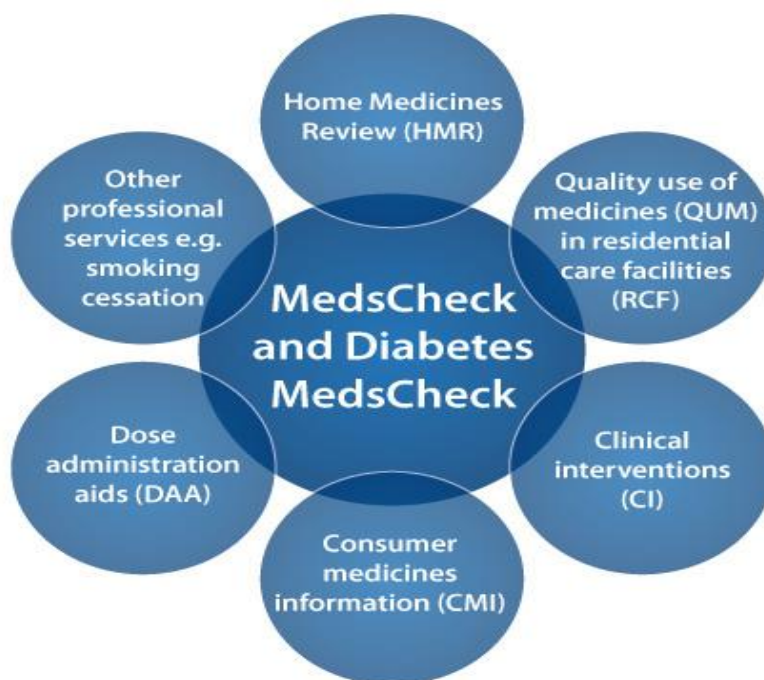 Home Medicines
Review (HMR)
Other
professional
services e.g.
smoking
cessation
Quality use of
medicines (QUM)
in residential
care facilities
(RCF)
MedsCheck
and Diabetes
MedsCheck
Dose
administration
aids (DAA)
Clinical
interventions
(CI)
Consumer
medicines
information (CMI)